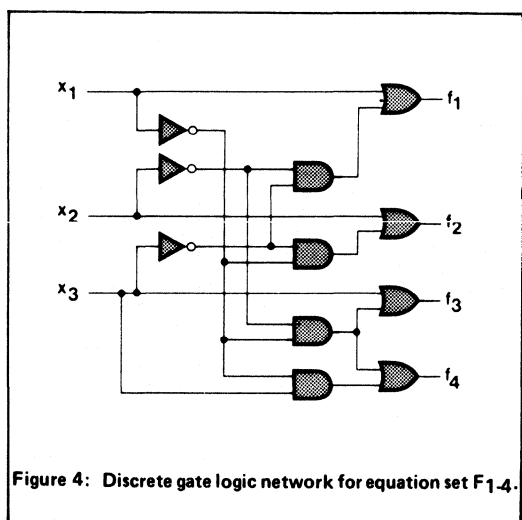 x1
f1
x2
f2
x3
f3
f4
Figure 4: Discrete gate logic network for equation set F1-4.